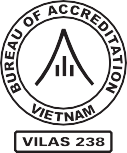 BUREAU OF ACCREDITATION
VIETNAM
VILAS 238